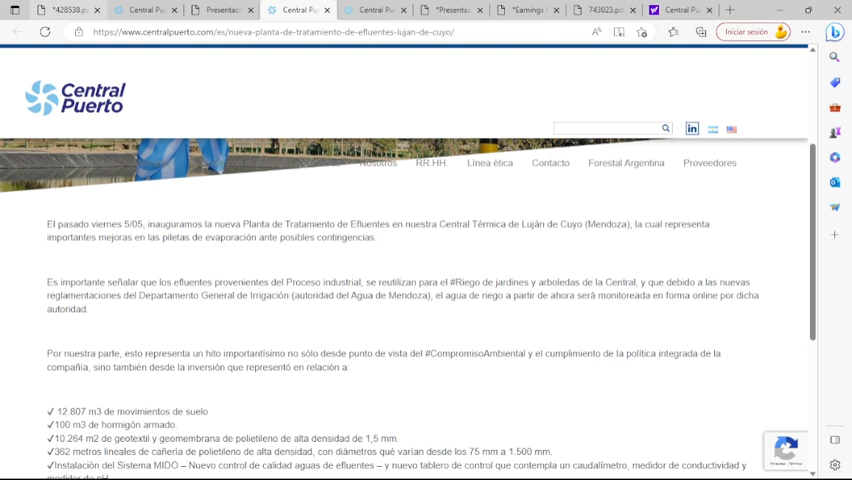 *428538.p
Central P
Presentac
Central P
Central P
*Presentaç
*Earnings
743023.p
Central P
https://www.centralpuerto.com/es/nueva-planta-de-tratamiento-de-efluentes-lujan-de-cuyo/
Iniciar sesión
Central
Puerto
Nosotros RR.HH. Línea ética Contacto Forestal Argentina Proveedores
El pasado viernes 5/05, inauguramos la nueva Planta de Tratamiento de Efluentes en nuestra Central Térmica de Luján de Cuyo (Mendoza), la cual representa
importantes mejoras en las piletas de evaporación ante posibles contingencias.
Es importante señalar que los efluentes provenientes del Proceso industrial, se reutilizan para el #Riego de jardines y arboledas de la Central, y que debido a las nuevas
reglamentaciones del Departamento General de Irrigación (autoridad del Agua de Mendoza), el agua de riego a partir de ahora será monitoreada en forma online por dicha
autoridad.
Por nuestra parte, esto representa un hito importantísimo no sólo desde punto de vista del #CompromisoAmbiental y el cumplimiento de la política integrada de la
compañía, sino también desde la inversión que representó en relación a:
✓ 12.807 m3 de movimientos de suelo
✓100 m3 de hormigón armado.
✓10.264 m2 de geotextil y geomembrana de polietileno de alta densidad de 1,5 mm.
✓362 metros lineales de cañería de polietileno de alta densidad, con diámetros qué varían desde los 75 mm a 1.500 mm.
✓Instalación del Sistema MIDO – Nuevo control de calidad aguas de efluentes – y nuevo tablero de control que contempla un caudalímetro, medidor de conductividad y
medidor de pH
Privacidad - Términos